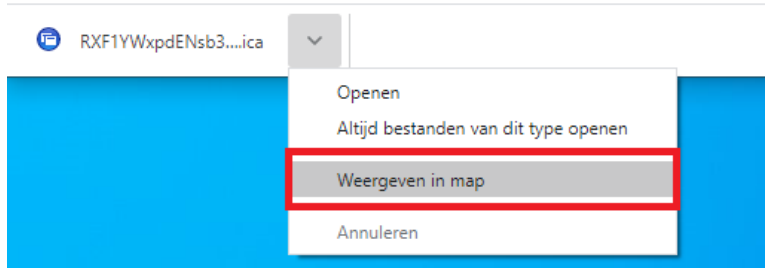 RXF1YWxpdENsb3....ica
Openen
Altijd bestanden van dit type openen
Weergeven in map
Annuleren